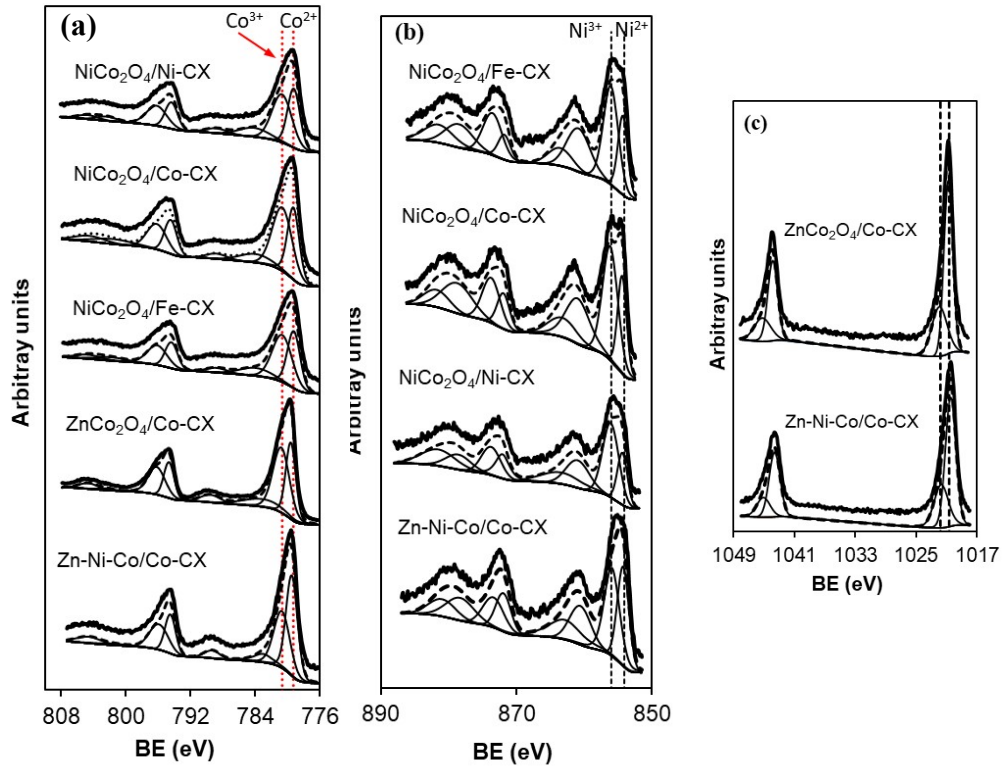 (a)
Co³⁺
Co²⁺
NiCo₂O₄/Ni-CX
NiCo₂O₄/Co-CX
NiCo₂O₄/Fe-CX
ZnCo₂O₄/Co-CX
Zn-Ni-Co/Co-CX
Arbitray units
808 800 792 784 776
BE (eV)
(b)
Ni³⁺
Ni²⁺
NiCo₂O₄/Fe-CX
NiCo₂O₄/Co-CX
NiCo₂O₄/Ni-CX
Zn-Ni-Co/Co-CX
Arbitray units
890 870 850
BE (eV)
(c)
ZnCo₂O₄/Co-CX
Zn-Ni-Co/Co-CX
Arbitray units
1049 1041 1033 1025 1017
BE (eV)